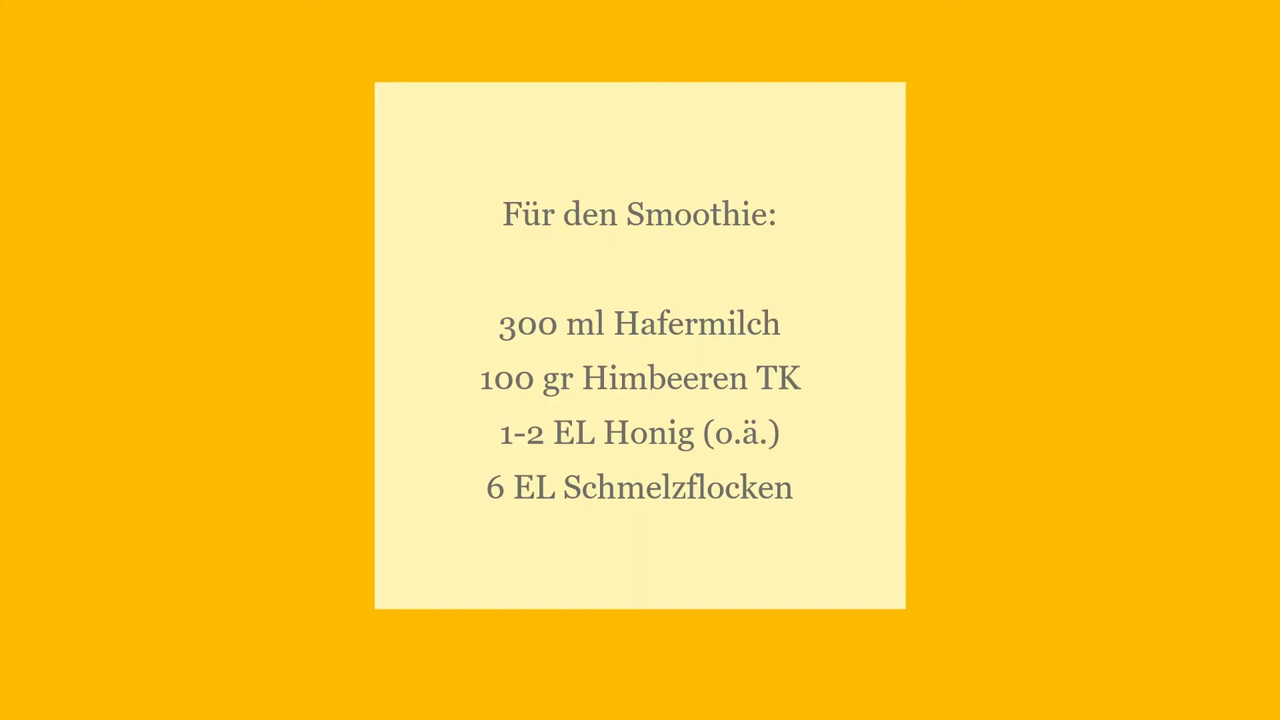 Für den Smoothie:
300 ml Hafermilch
100 gr Himbeeren TK
1-2 EL Honig (o.ä.)
6 EL Schmelzflocken